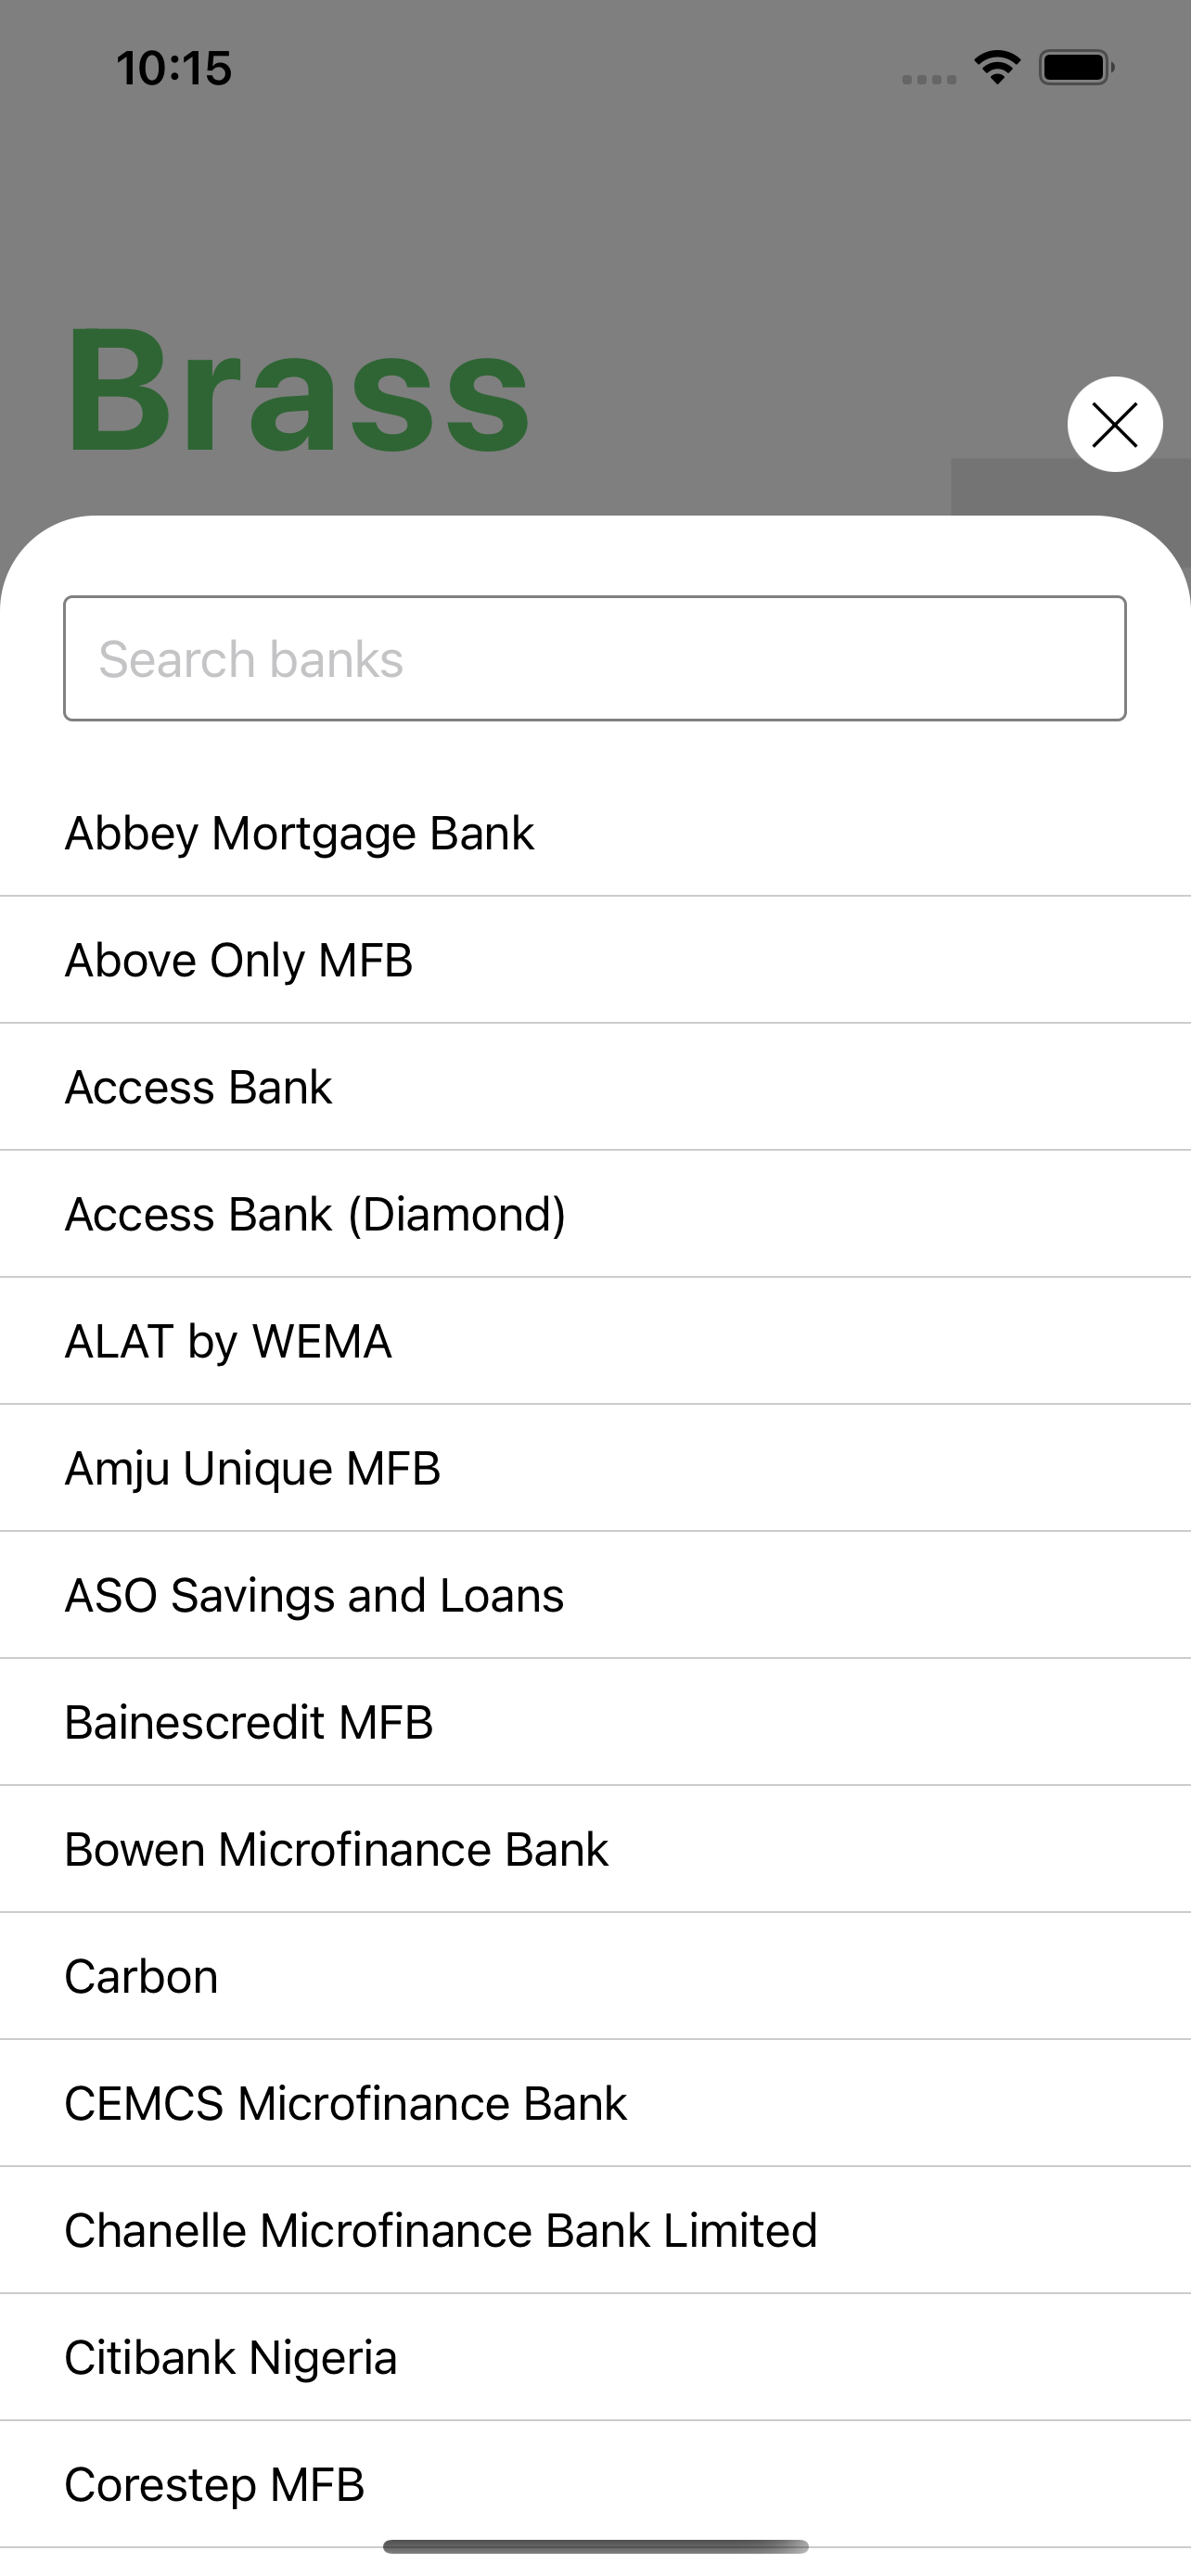 10:15
Brass
Search banks
Abbey Mortgage Bank
Above Only MFB
Access Bank
Access Bank (Diamond)
ALAT by WEMA
Amju Unique MFB
ASO Savings and Loans
Bainescredit MFB
Bowen Microfinance Bank
Carbon
CEMCS Microfinance Bank
Chanelle Microfinance Bank Limited
Citibank Nigeria
Corestep MFB